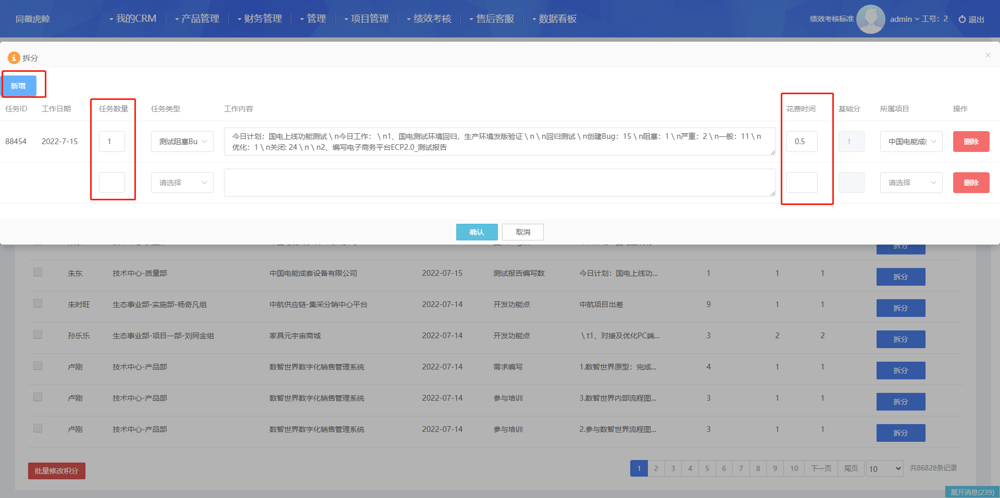 同徽虎鲸 我的CRM 产品管理 财务管理 管理 项目管理 绩效考核 售后客服 数据看板 绩效考核标准 admin 工号：2 退出
拆分 ×
新增
任务ID 工作日期 任务数量 任务类型 工作内容 花费时间 基础分 所属项目 操作
88454 2022-7-15 1 测试阻塞Bu 今日计划：国电上线功能测试 \ n今日工作： \ n1、国电测试环境回归，生产环境发版验证 \ n \ n回归测试 \ n创建Bug：15 \ n阻塞：1 \ n严重：2 \ n一般：11 \ n 0.5 1 中国电能成 删除
优化：1 \ n关闭: 24 \ n \ n2、编写电子商务平台ECP2.0_测试报告
请选择 请选择 删除
确认 取消
拆分
朱东 技术中心-质量部 中国电能成套设备有限公司 2022-07-15 测试报告编写数 今日计划：国电上线功... 1 1 1 拆分
朱时旺 生态事业部-实施部-杨奇凡组 中航供应链-集采分销中心平台 2022-07-14 开发功能点 中航项目出差 9 1 1 拆分
孙乐乐 生态事业部-项目一部-刘同金组 家具元宇宙商城 2022-07-14 开发功能点 \ t1、对接及优化PC端... 3 2 2 拆分
卢刚 技术中心-产品部 数智世界数字化销售管理系统 2022-07-14 需求编写 1.数智世界原型：完成... 4 1 1 拆分
卢刚 技术中心-产品部 数智世界数字化销售管理系统 2022-07-14 参与培训 3.数智世界内部流程图... 3 1 1 拆分
卢刚 技术中心-产品部 数智世界数字化销售管理系统 2022-07-14 参与培训 2.参与数智世界流程图... 3 1 1 拆分
批量修改积分 1 2 3 4 5 6 7 8 9 10 下一页 尾页 10 共86828条记录
展开消息(239)